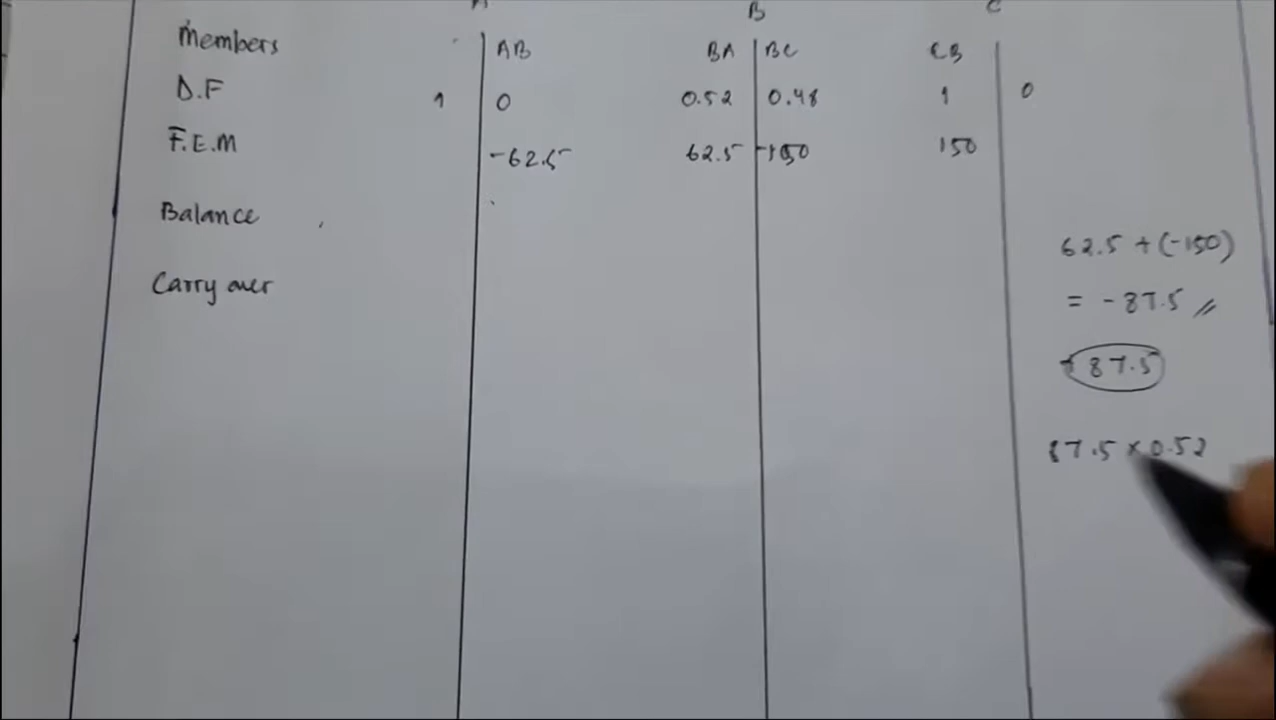 B C
Members AB BA BC CB
D.F 1 0 0.52 0.48 1 0
F.E.M -62.5 62.5 -150 150
Balance
Carry over
62.5 + (-150)
= -87.5 //
+ 87.5
87.5 × 0.52